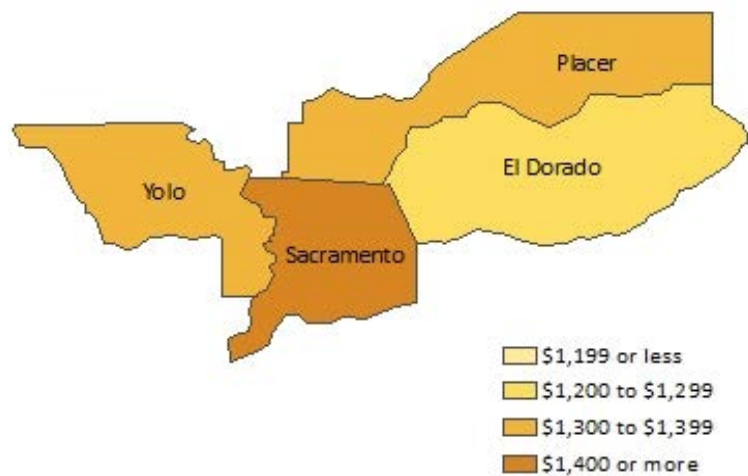 Placer
El Dorado
Yolo
Sacramento
$1,199 or less
$1,200 to $1,299
$1,300 to $1,399
$1,400 or more